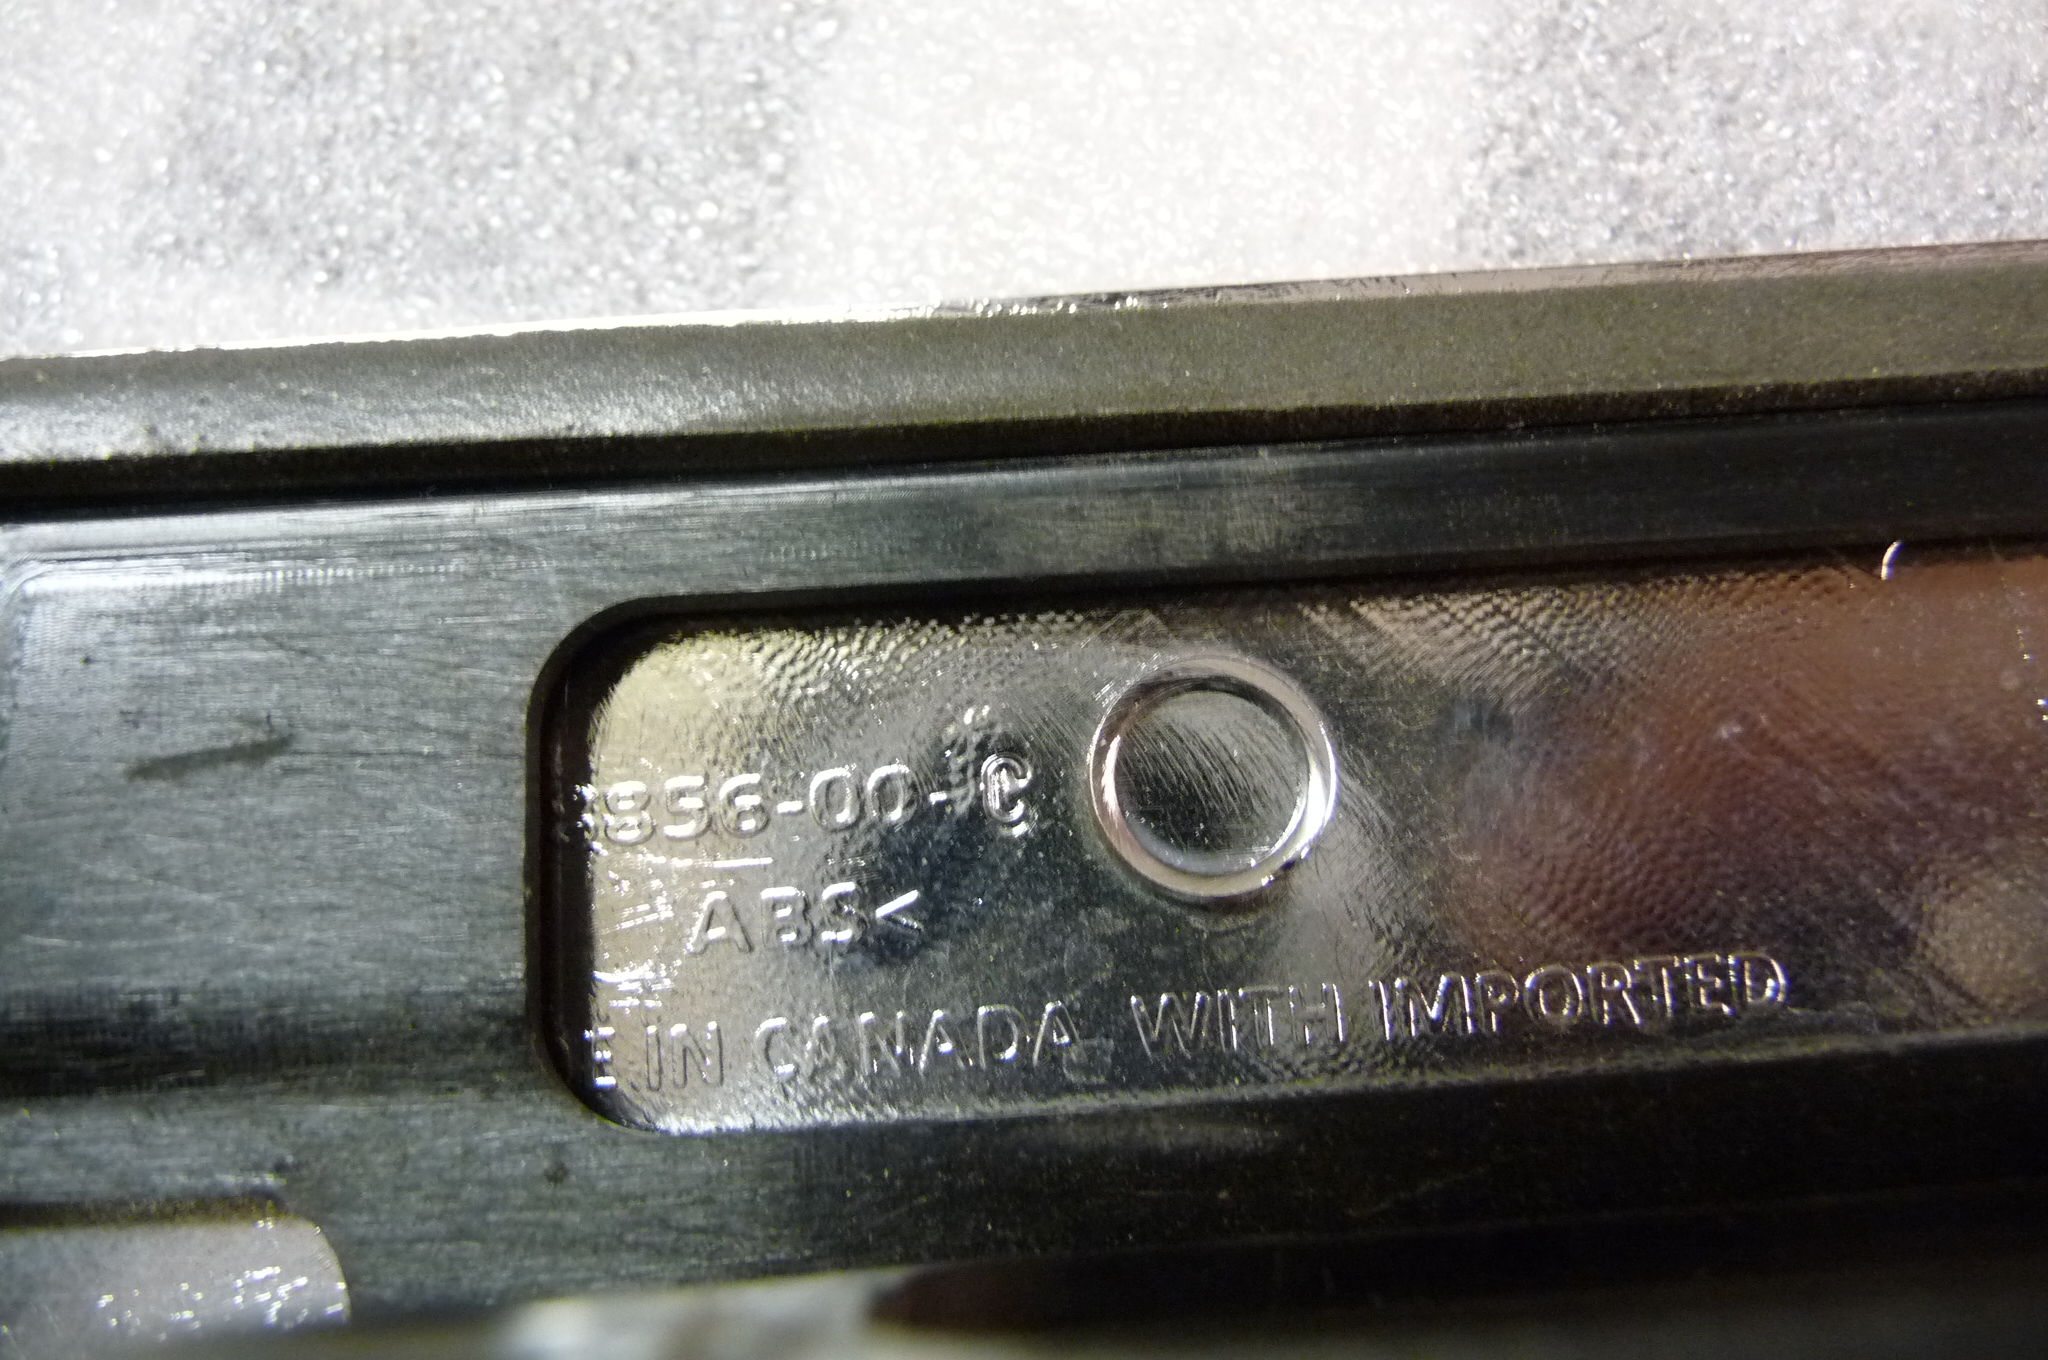 856-00-C
ABS<
E IN CANADA WITH IMPORTED